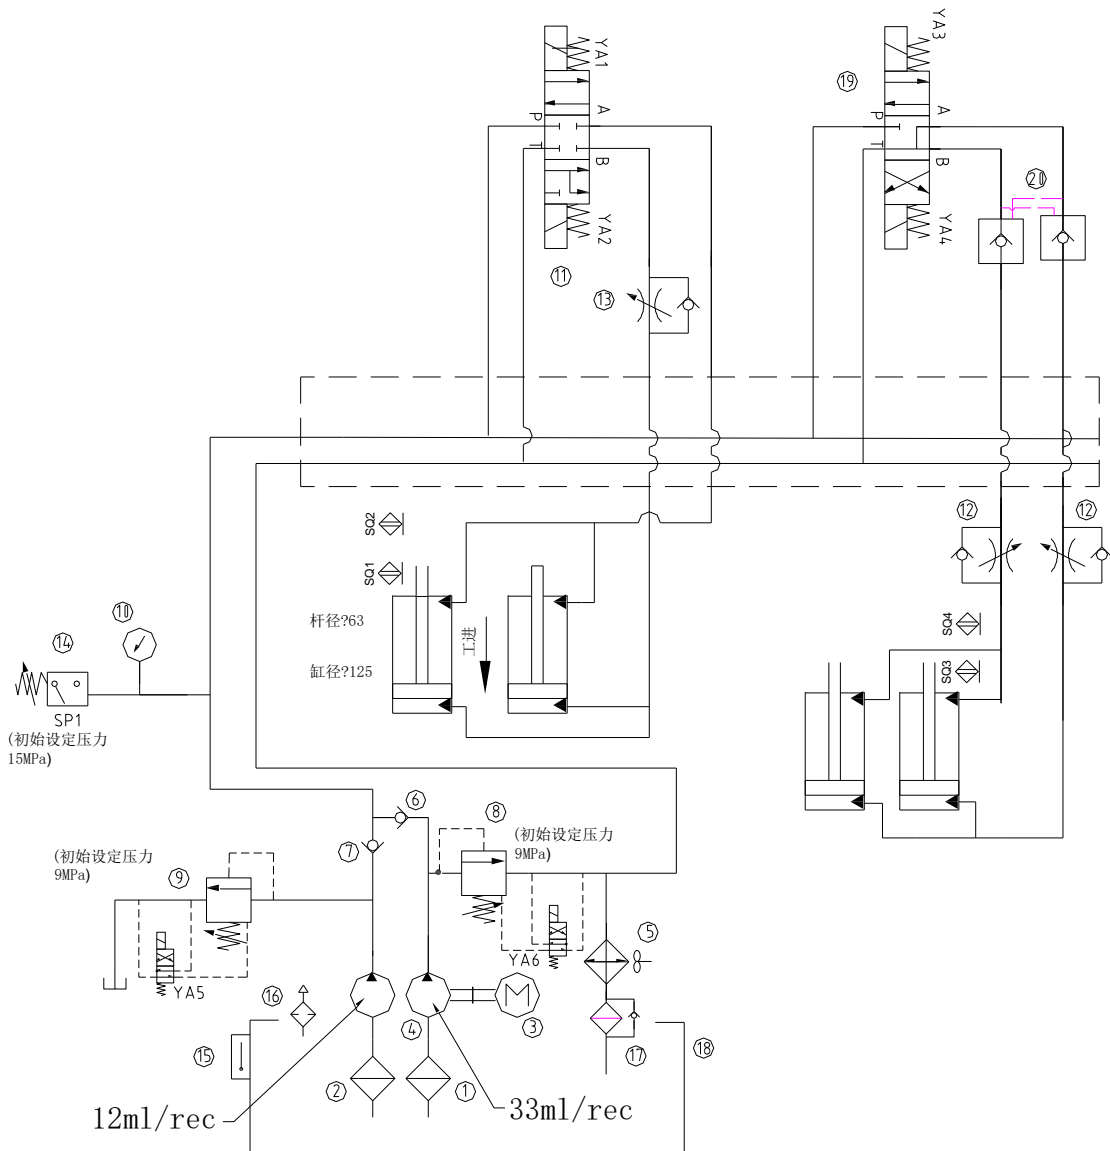 YA1
YA3
19
P
A
T
B
P
A
T
B
YA2
YA4
20
11
13
12
12
SQ2
SQ1
杆径?63
缸径?125
工进
SQ4
SQ3
10
14
SP1
(初始设定压力
15MPa)
6
7
8
(初始设定压力
9MPa)
(初始设定压力
9MPa)
9
5
YA6
YA5
16
M
4
3
15
17
18
2
1
12ml/rec
33ml/rec